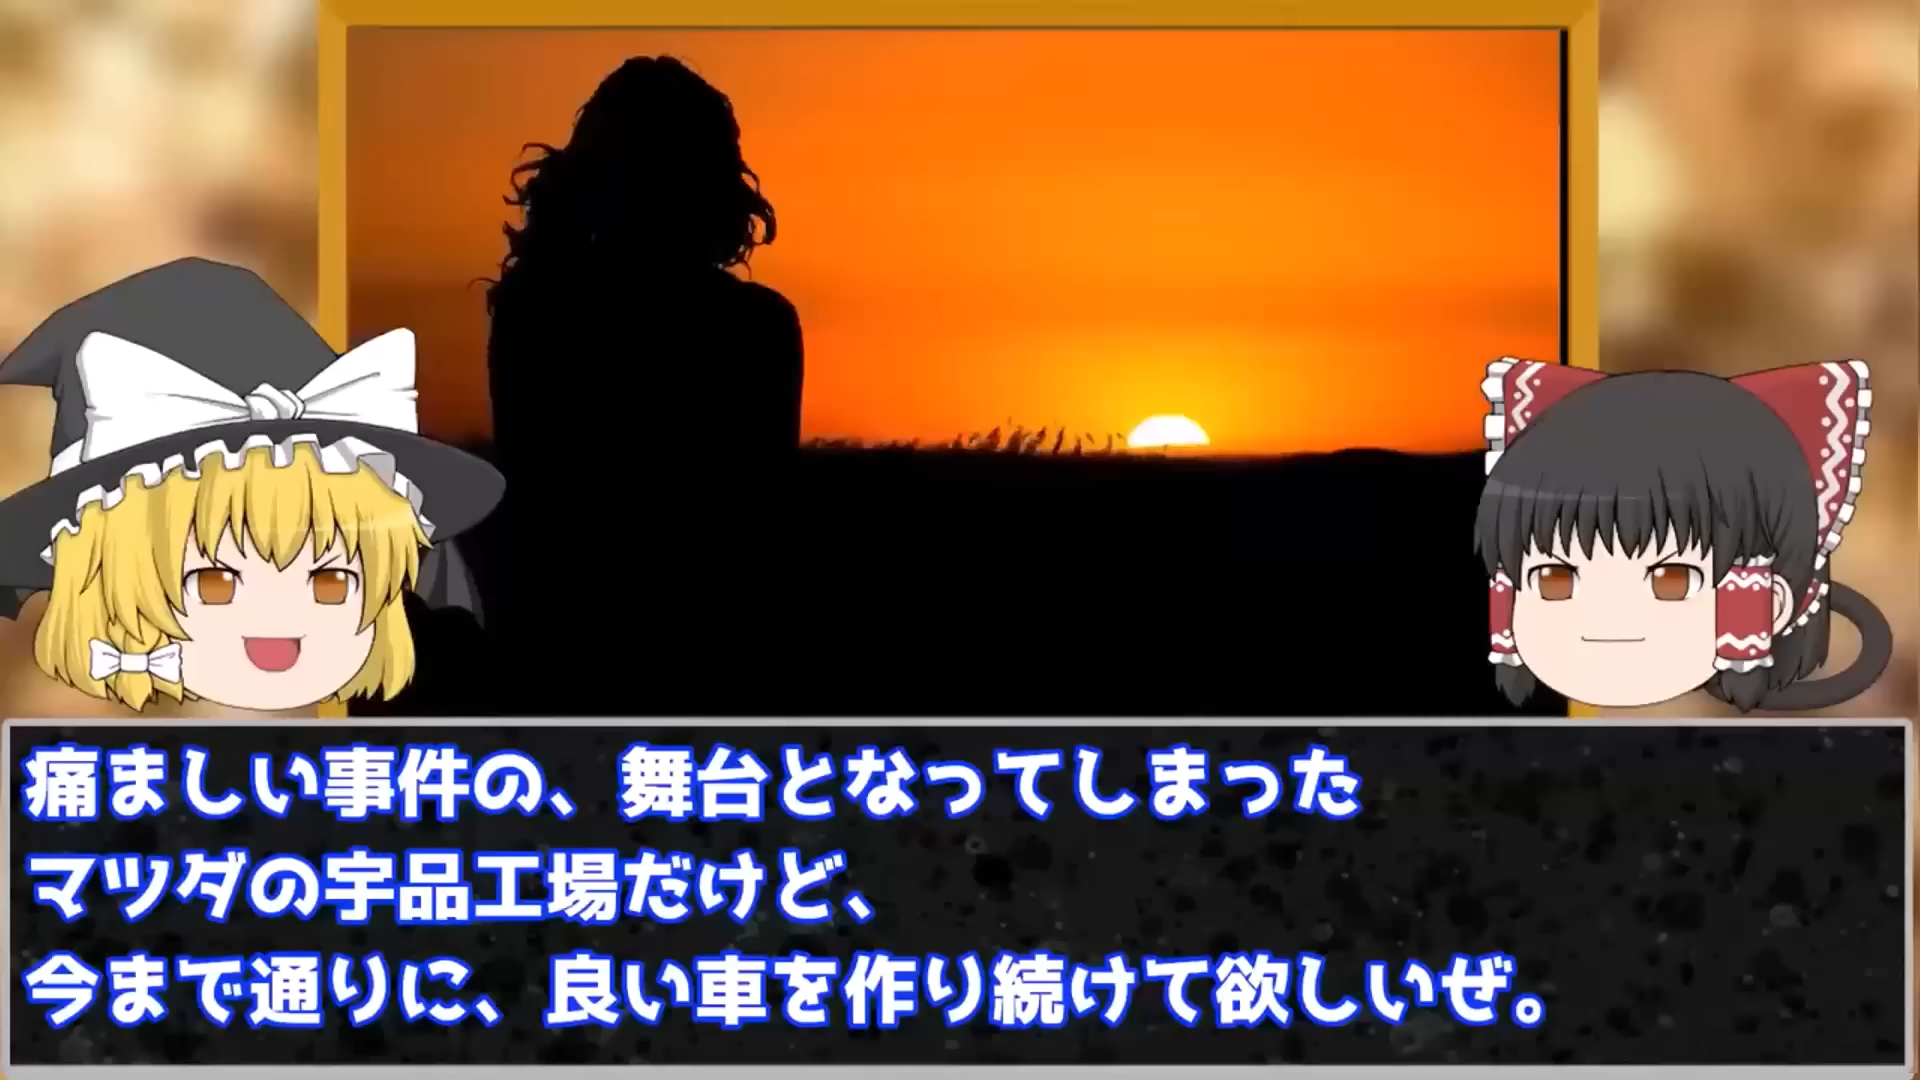 痛ましい事件の、舞台となってしまった
マツダの宇品工場だけど、
今まで通りに、良い車を作り続けて欲しいぜ。